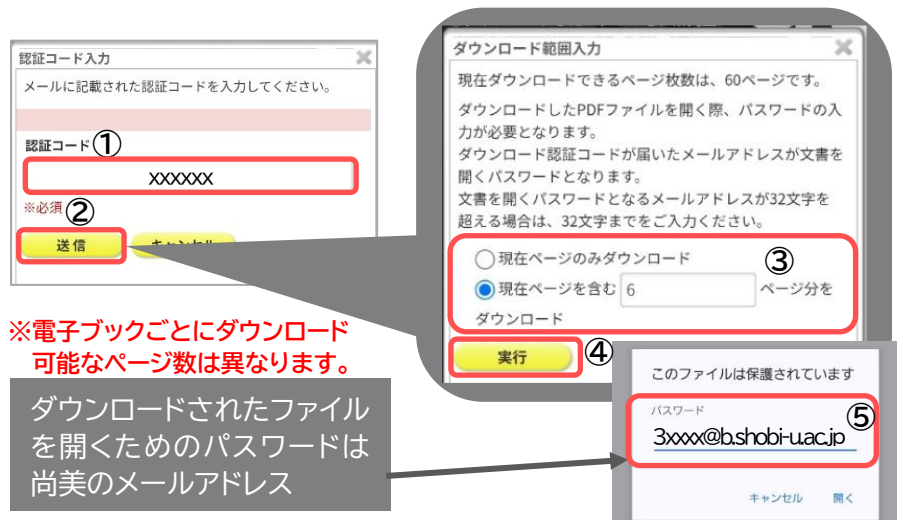 認証コード入力
メールに記載された認証コードを入力してください。
認証コード①
xxxxxx
※必須②
送信
キャンセル
※電子ブックごとにダウンロード
可能なページ数は異なります。
ダウンロードされたファイル
を開くためのパスワードは
尚美のメールアドレス
ダウンロード範囲入力
現在ダウンロードできるページ枚数は、60ページです。
ダウンロードしたPDFファイルを開く際、パスワードの入
力が必要となります。
ダウンロード認証コードが届いたメールアドレスが文書を
開くパスワードとなります。
文書を開くパスワードとなるメールアドレスが32文字を
超える場合は、32文字までをご入力ください。
現在ページのみダウンロード ③
現在ページを含む 6 ページ分を
ダウンロード
実行 ④
このファイルは保護されています
パスワード ⑤
3xxxx@b.shobi-u.ac.jp
キャンセル 開く